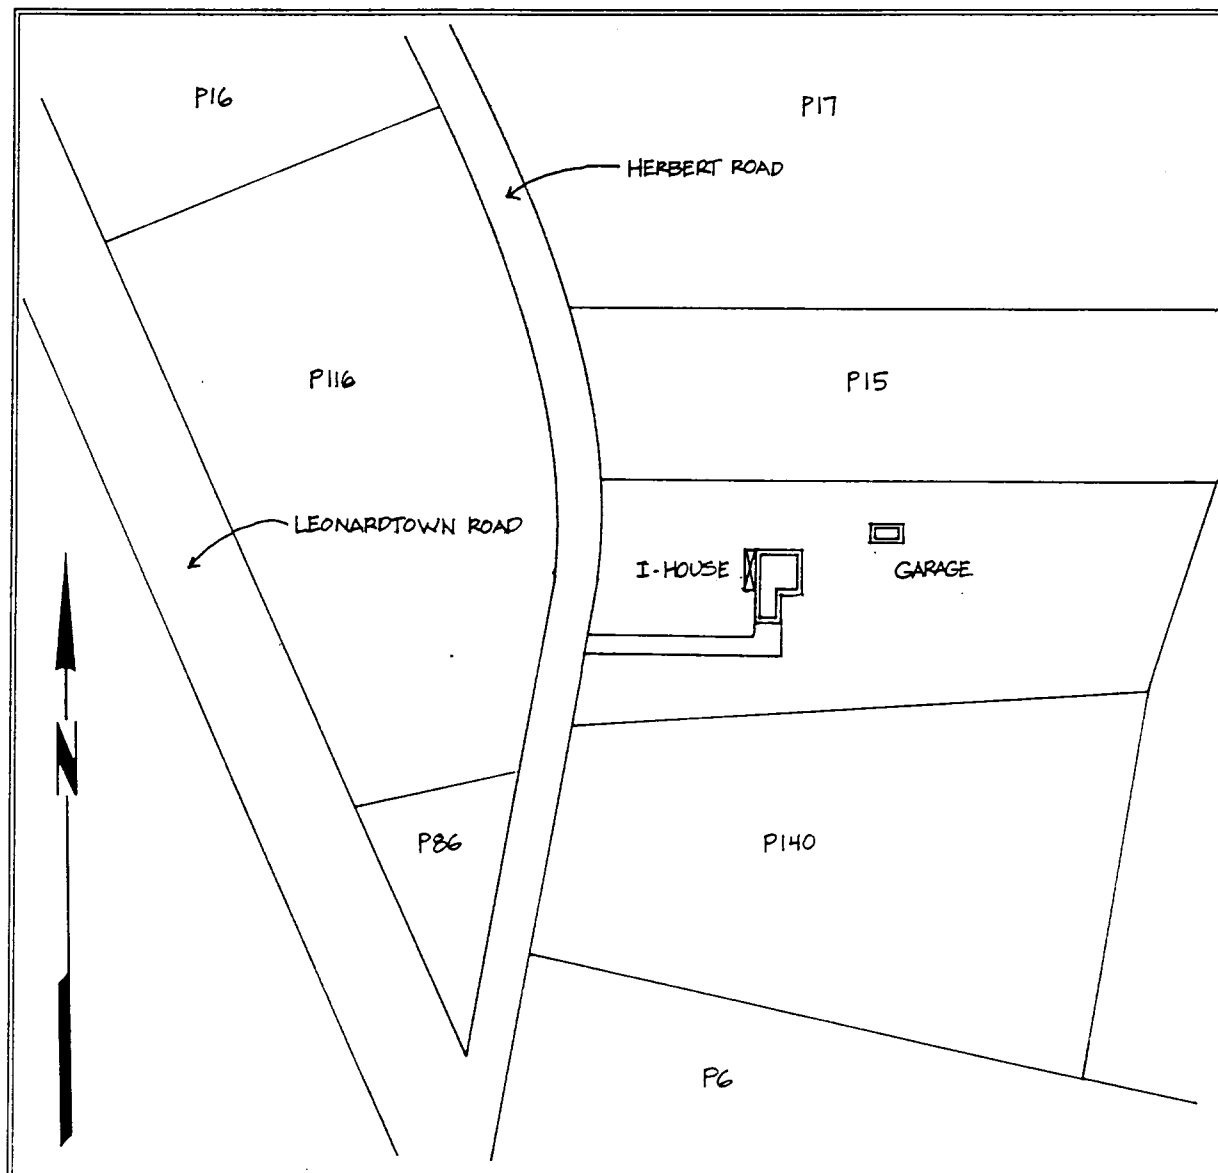 P16
P17
HERBERT ROAD
P116
P15
LEONARDTOWN ROAD
I-HOUSE
GARAGE
N
P86
P140
P6